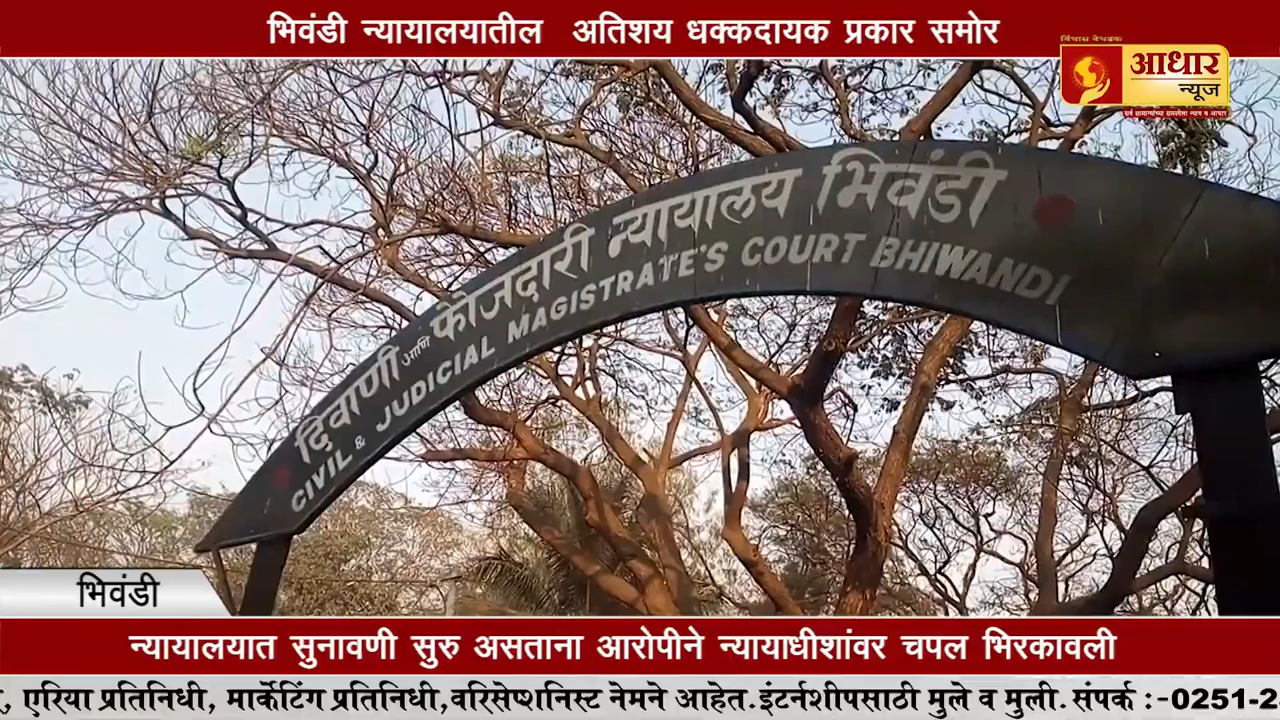 भिवंडी न्यायालयातील अतिशय धक्कदायक प्रकार समोर
आधार
न्यूज
दिवाणी आणि फौजदारी न्यायालय भिवंडी
CIVIL & JUDICIAL MAGISTRATE'S COURT BHIWANDI
भिवंडी
न्यायालयात सुनावणी सुरु असताना आरोपीने न्यायाधीशांवर चपल भिरकावली
एरिया प्रतिनिधी, मार्केटिंग प्रतिनिधी,वरिसेप्शनिस्ट नेमने आहेत.इंटर्नशीपसाठी मुले व मुली.संपर्क :-0251-2